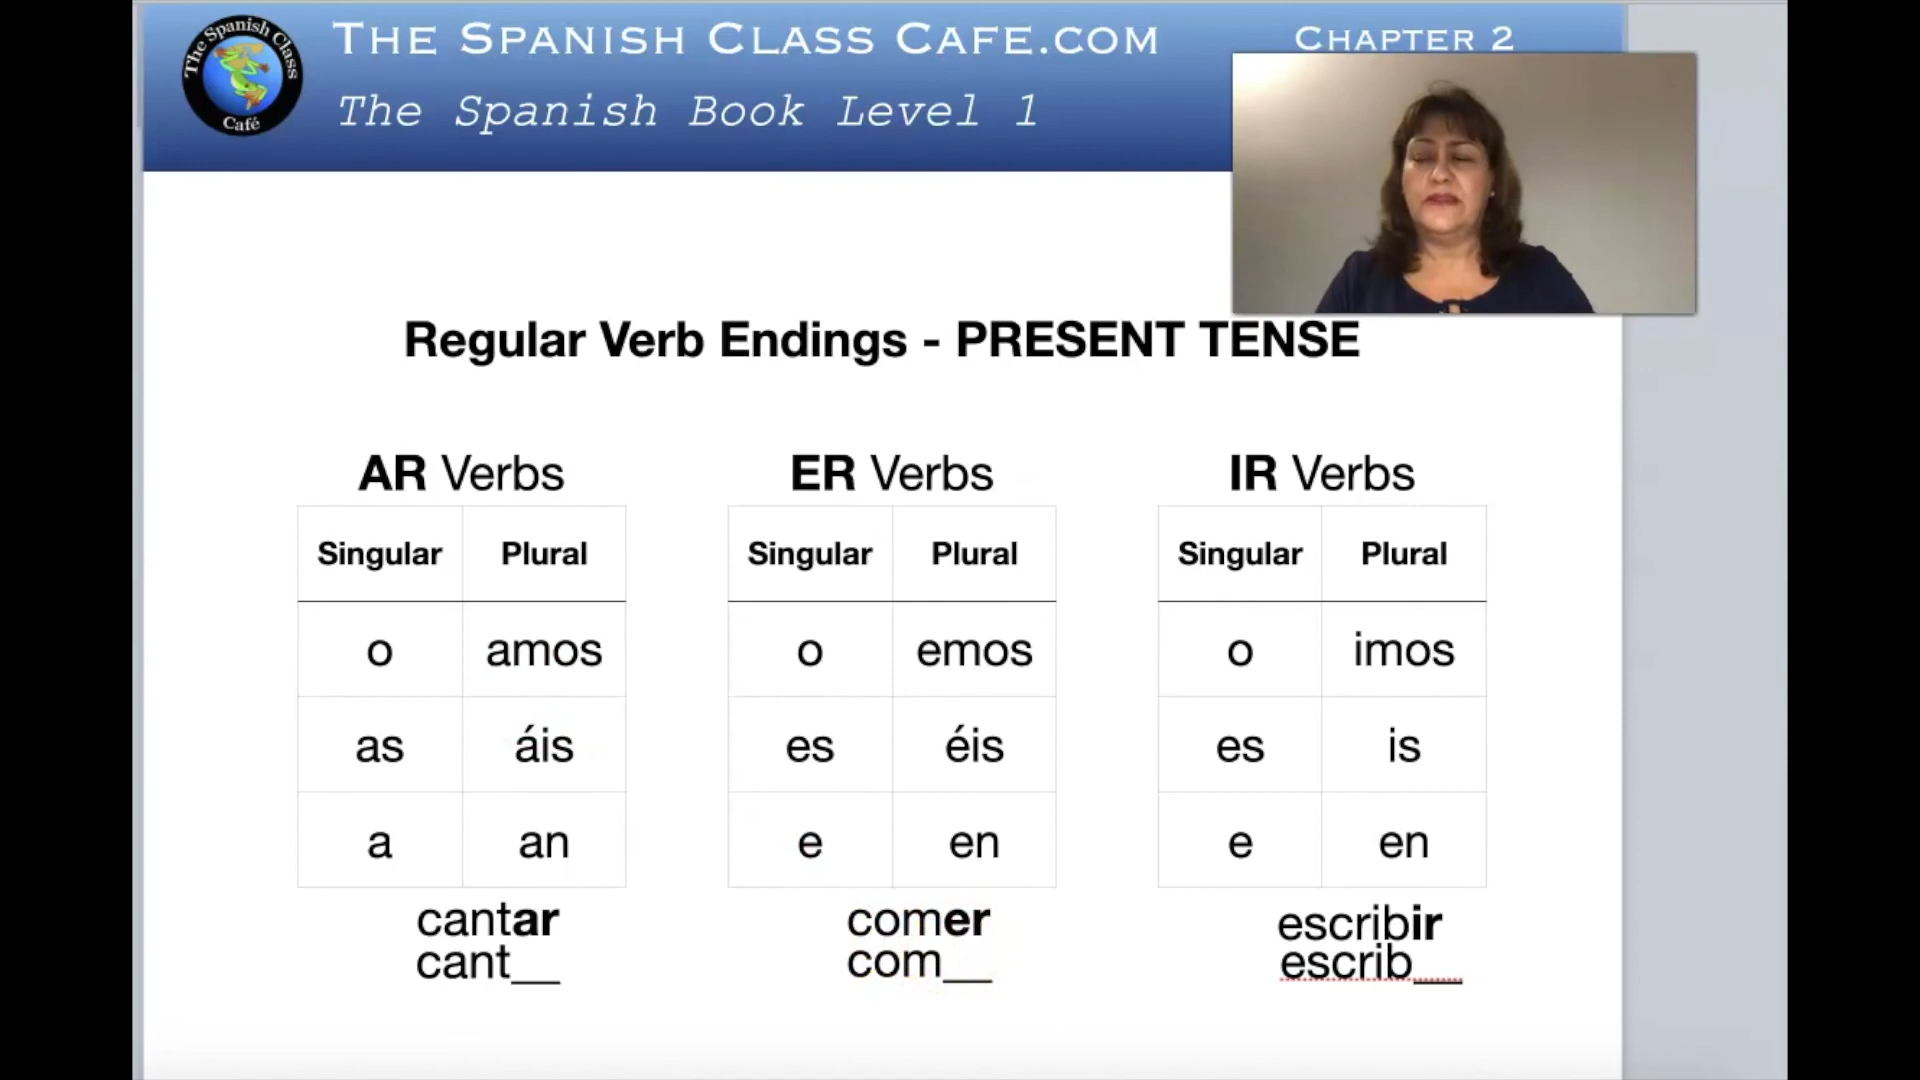 The Spanish Class
Café
THE SPANISH CLASS CAFE.COM
CHAPTER 2
The Spanish Book Level 1
Regular Verb Endings - PRESENT TENSE
AR Verbs
Singular Plural
o amos
as áis
a an
cantar
cant__
ER Verbs
Singular Plural
o emos
es éis
e en
comer
com__
IR Verbs
Singular Plural
o imos
es is
e en
escribir
escrib__